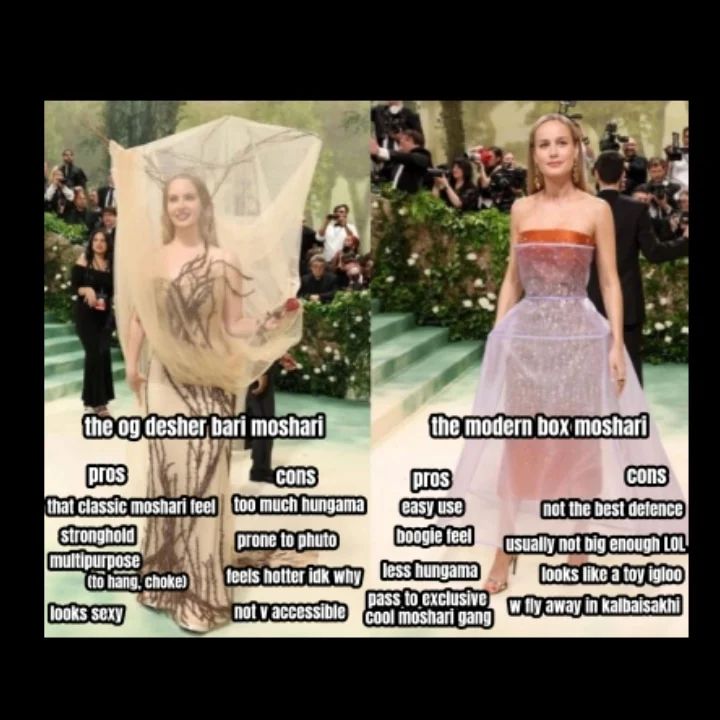 the og desher bari moshari
pros
cons
that classic moshari feel
too much hungama
stronghold
prone to phuto
multipurpose
(to hang, choke)
feels hotter idk why
looks sexy
not v accessible
the modern box moshari
pros
cons
easy use
not the best defence
boogie feel
usually not big enough LOL
less hungama
looks like a toy igloo
pass to exclusive
cool moshari gang
w fly away in kalbaisakhi